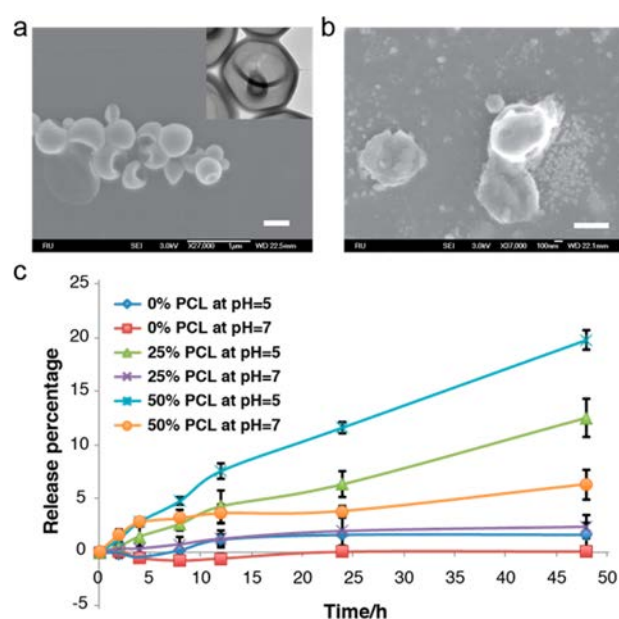 a
b
RU SEI 3.0kV X27,000 1μm WD 22.5mm
RU SEI 3.0kV X37,000 100nm WD 22.1mm
c
25
20
15
10
5
0
-5
0% PCL at pH=5
0% PCL at pH=7
25% PCL at pH=5
25% PCL at pH=7
50% PCL at pH=5
50% PCL at pH=7
Release percentage
0 5 10 15 20 25 30 35 40 45 50
Time/h